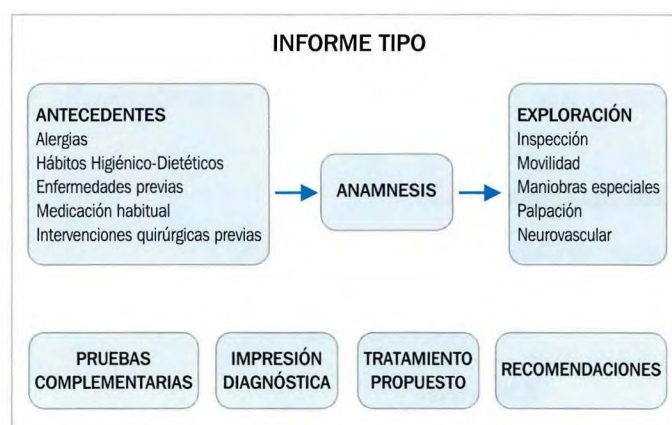 INFORME TIPO
ANTECEDENTES
Alergias
Hábitos Higiénico-Dietéticos
Enfermedades previas
Medicación habitual
Intervenciones quirúrgicas previas
ANAMNESIS
EXPLORACIÓN
Inspección
Movilidad
Maniobras especiales
Palpación
Neurovascular
PRUEBAS
COMPLEMENTARIAS
IMPRESIÓN
DIAGNÓSTICA
TRATAMIENTO
PROPUESTO
RECOMENDACIONES